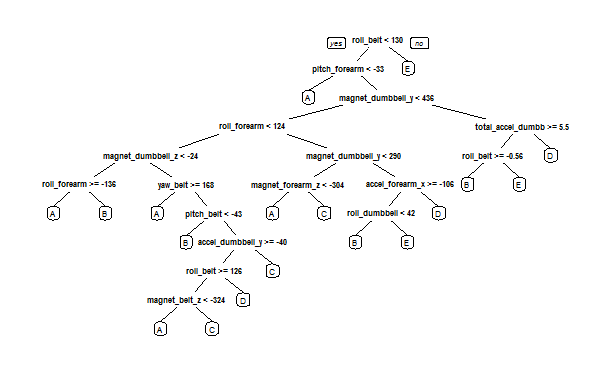 yes roll_belt < 130 no
pitch_forearm < -33 E
A magnet_dumbbell_y < 436
roll_forearm < 124 total_accel_dumbb >= 5.5
magnet_dumbbell_z < -24 magnet_dumbbell_y < 290 roll_belt >= -0.56 D
roll_forearm >= -136 yaw_belt >= 168 magnet_forearm_z < -304 accel_forearm_x >= -106 B E
A B A pitch_belt < -43 A C roll_dumbbell < 42 D
B accel_dumbbell_y >= -40 B E
roll_belt >= 126 C
magnet_belt_z < -324 D
A C